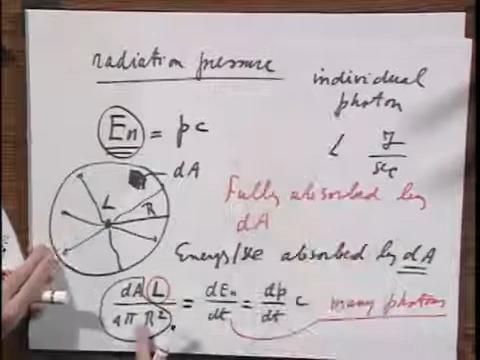 radiation pressure
individual
photon
En = pc
L J/sec
dA
L
R
Fully absorbed by
dA
Energy/sec absorbed by dA
dA L / 4π R² = dEn/dt = dp/dt c
many photons